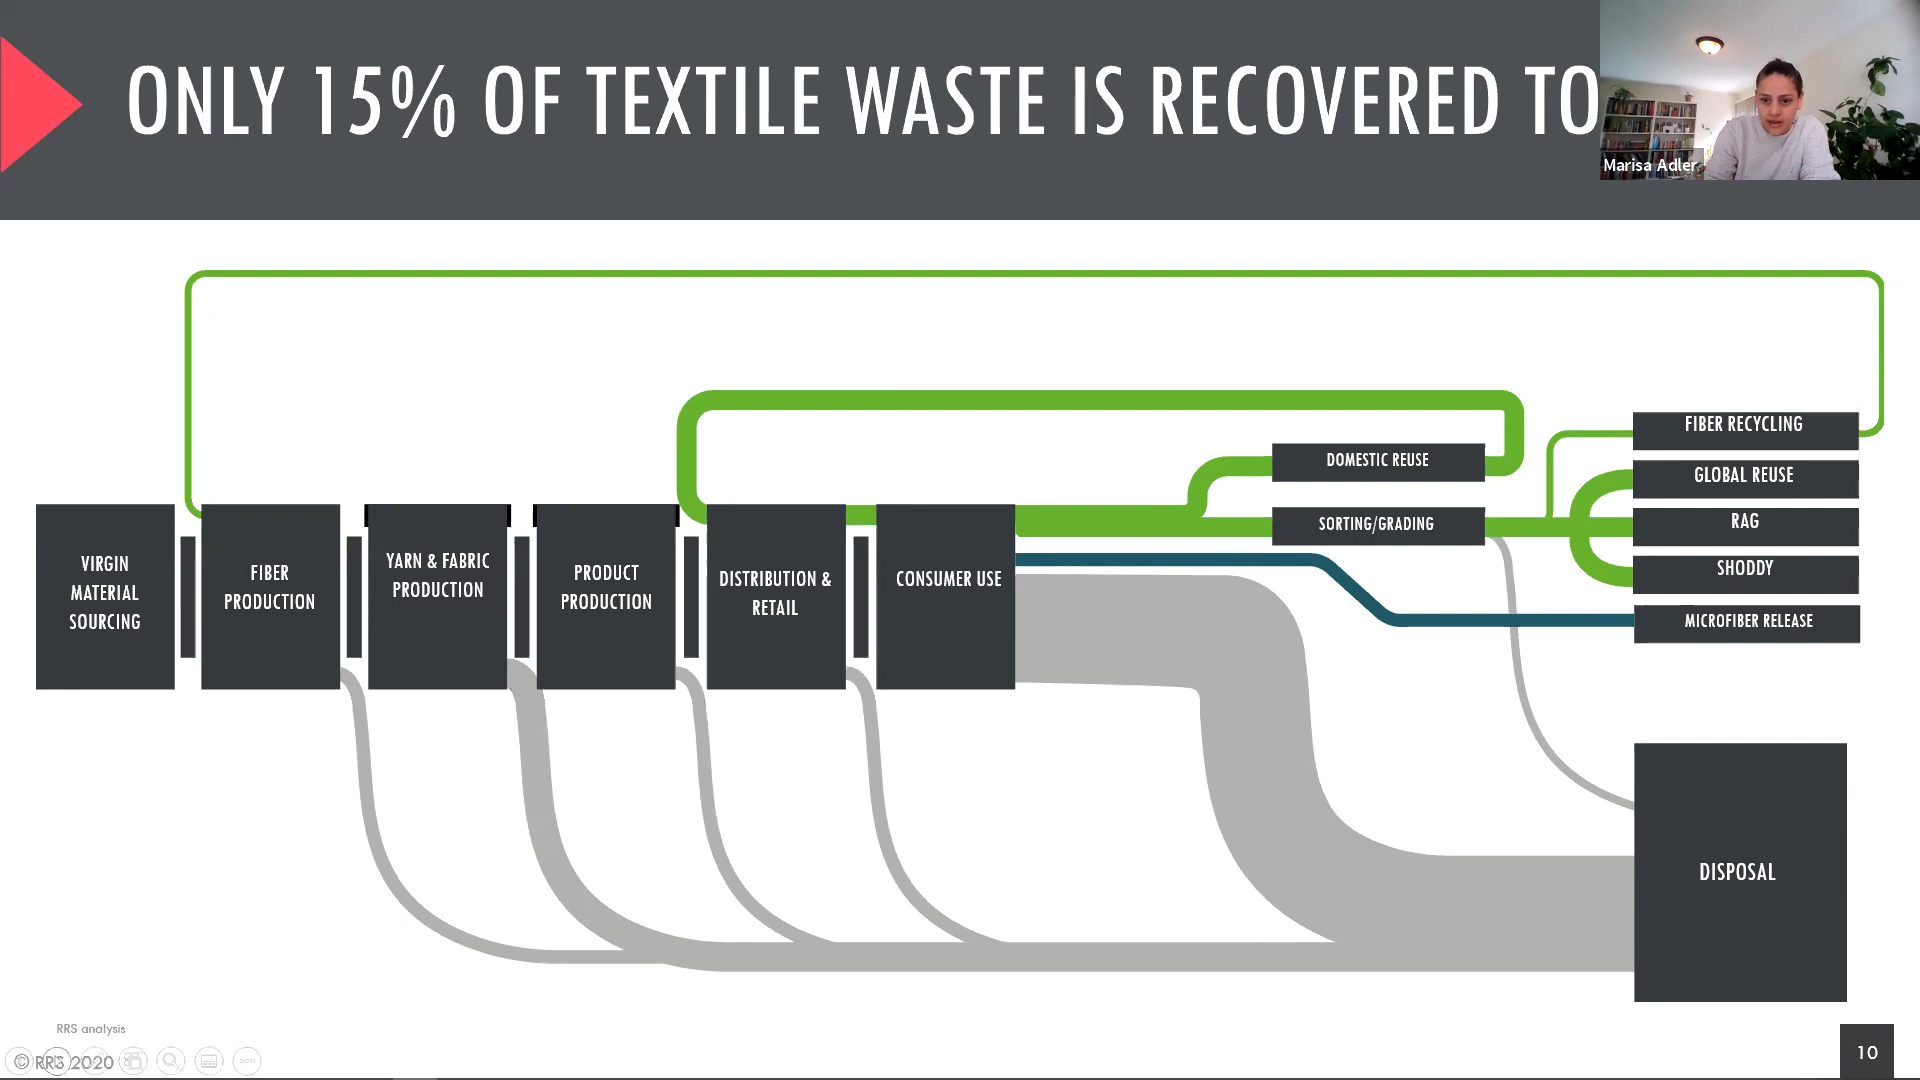 ONLY 15% OF TEXTILE WASTE IS RECOVERED TO
Marisa Adler
FIBER RECYCLING
DOMESTIC REUSE
GLOBAL REUSE
SORTING/GRADING
RAG
SHODDY
MICROFIBER RELEASE
VIRGIN
MATERIAL
SOURCING
FIBER
PRODUCTION
YARN & FABRIC
PRODUCTION
PRODUCT
PRODUCTION
DISTRIBUTION &
RETAIL
CONSUMER USE
DISPOSAL
RRS analysis
© RRS 2020
10